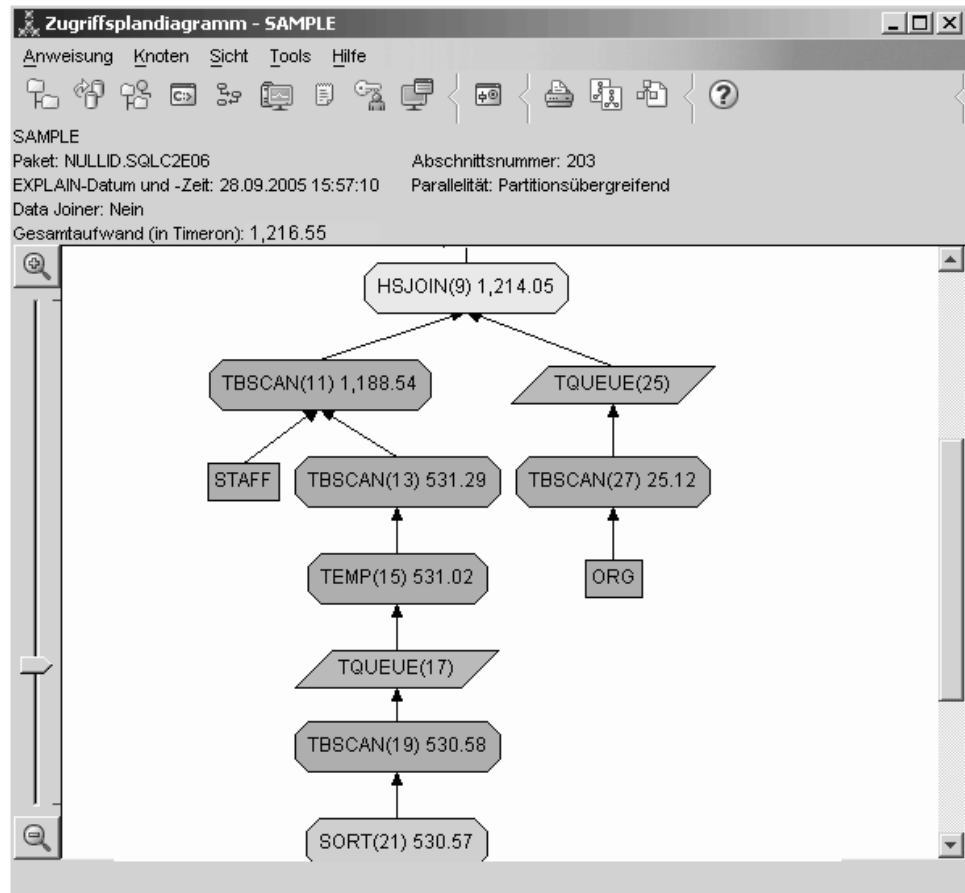 Zugriffsplandiagramm - SAMPLE
Anweisung Knoten Sicht Tools Hilfe
C:>
?
SAMPLE
Paket: NULLID.SQLC2E06 Abschnittsnummer: 203
EXPLAIN-Datum und -Zeit: 28.09.2005 15:57:10 Parallelität: Partitionsübergreifend
Data Joiner: Nein
Gesamtaufwand (in Timeron): 1,216.55
HSJOIN(9) 1,214.05
TBSCAN(11) 1,188.54 TQUEUE(25)
STAFF TBSCAN(13) 531.29 TBSCAN(27) 25.12
TEMP(15) 531.02 ORG
TQUEUE(17)
TBSCAN(19) 530.58
SORT(21) 530.57